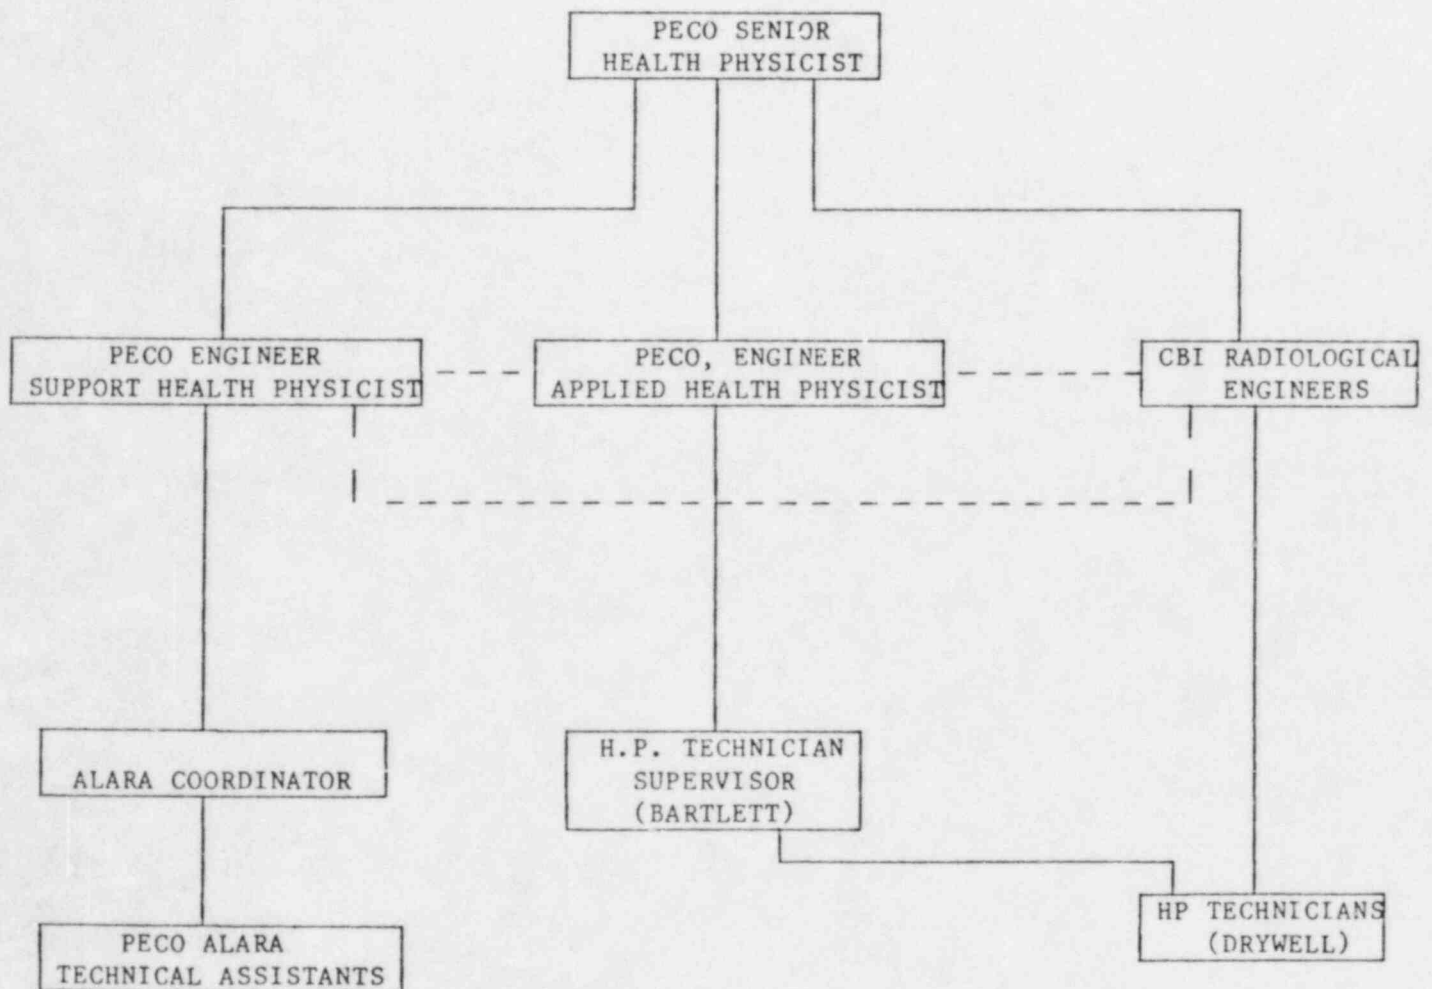 PECO SENIOR
HEALTH PHYSICIST
PECO ENGINEER
SUPPORT HEALTH PHYSICIST
PECO, ENGINEER
APPLIED HEALTH PHYSICIST
CBI RADIOLOGICAL
ENGINEERS
ALARA COORDINATOR
H.P. TECHNICIAN
SUPERVISOR
(BARTLETT)
HP TECHNICIANS
(DRYWELL)
PECO ALARA
TECHNICAL ASSISTANTS